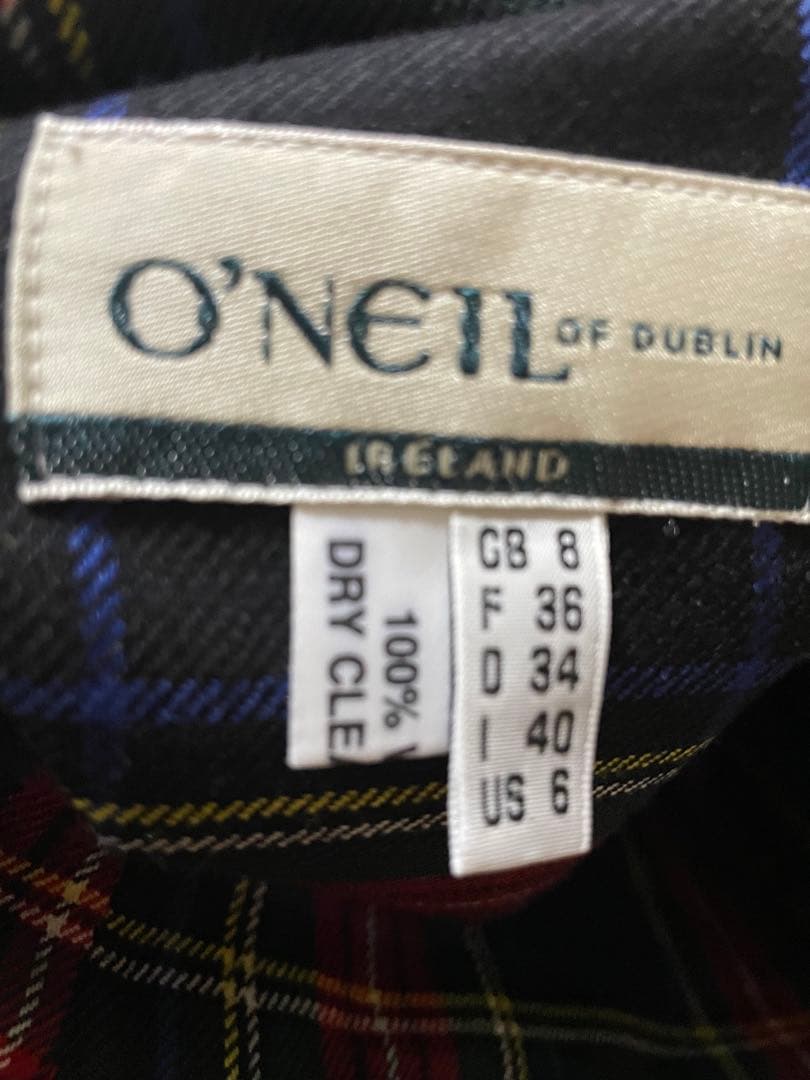 O'NEIL OF DUBLIN
IRELAND
DRY CLE
100%
GB 8
F 36
D 34
I 40
US 6